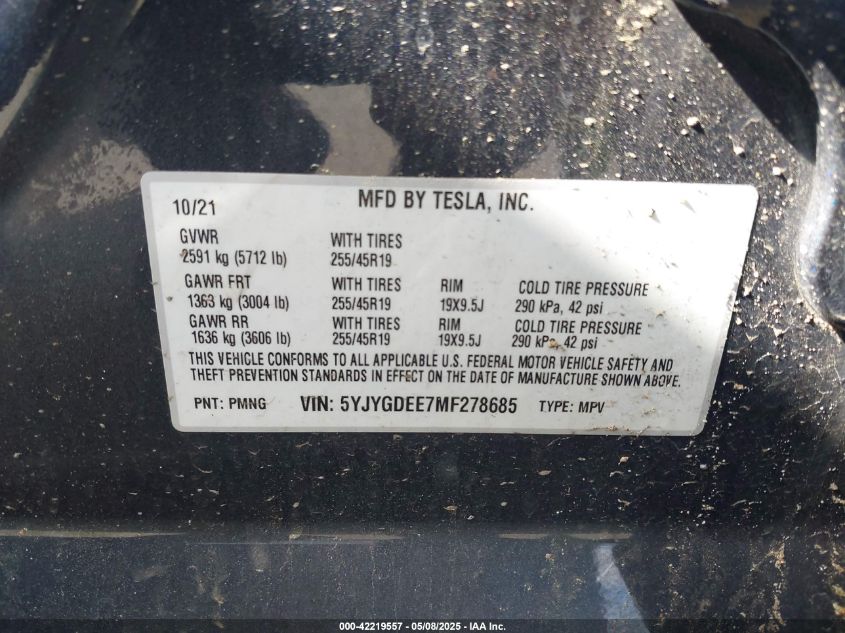 10/21 MFD BY TESLA, INC.
GVWR WITH TIRES
2591 kg (5712 lb) 255/45R19
GAWR FRT WITH TIRES RIM COLD TIRE PRESSURE
1363 kg (3004 lb) 255/45R19 19X9.5J 290 kPa, 42 psi
GAWR RR WITH TIRES RIM COLD TIRE PRESSURE
1636 kg (3606 lb) 255/45R19 19X9.5J 290 kPa, 42 psi
THIS VEHICLE CONFORMS TO ALL APPLICABLE U.S. FEDERAL MOTOR VEHICLE SAFETY AND
THEFT PREVENTION STANDARDS IN EFFECT ON THE DATE OF MANUFACTURE SHOWN ABOVE.
PNT: PMNG VIN: 5YJYGDEE7MF278685 TYPE: MPV
000-42219557 - 05/08/2025 - IAA Inc.